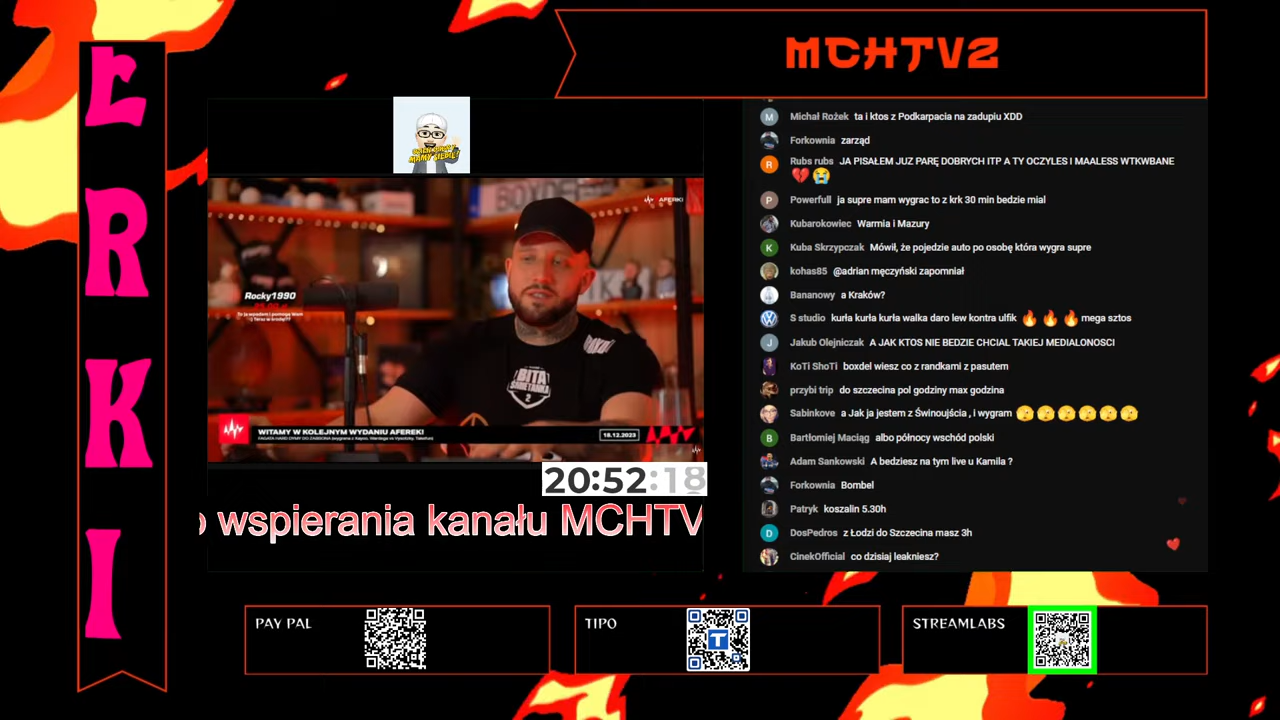 MCHTV2
ERKI
MAMY CIEBIE!
BOXDEL
AFERKI
Rocky1990
BITA
ŚMIETANKA
2
WITAMY W KOLEJNYM WYDANIU AFEREK!
18.12.2023
20:52:18
wspierania kanału MCHTV
Michał Rożek ta i ktos z Podkarpacia na zadupiu XDD
Forkownia zarząd
Rubs rubs JA PISAŁEM JUZ PARĘ DOBRYCH ITP A TY OCZYLES I MAALESS WTKWBANE
💔😭
Powerfull ja supre mam wygrac to z krk 30 min bedzie mial
Kubarokowiec Warmia i Mazury
Kuba Skrzypczak Mówił, że pojedzie auto po osobę która wygra supre
kohas85 @adrian męczyński zapomniał
Bananowy a Kraków?
S studio kurła kurła kurła walka daro lew kontra ulfik 🔥🔥🔥 mega sztos
Jakub Olejniczak A JAK KTOS NIE BEDZIE CHCIAL TAKIEJ MEDIALONOSCI
KoTi ShoTi boxdel wiesz co z randkami z pasutem
przybi trip do szczecina pol godziny max godzina
Sabinkove a Jak ja jestem z Świnoujścia , i wygram 🫣🫣🫣🫣🫣🫣
Bartłomiej Maciąg albo północy wschód polski
Adam Sankowski A bedziesz na tym live u Kamila ?
Forkownia Bombel
Patryk koszalin 5.30h
DosPedros z Łodzi do Szczecina masz 3h
CinekOfficial co dzisiaj leakniesz?
PAY PAL
TIPO
T
STREAMLABS